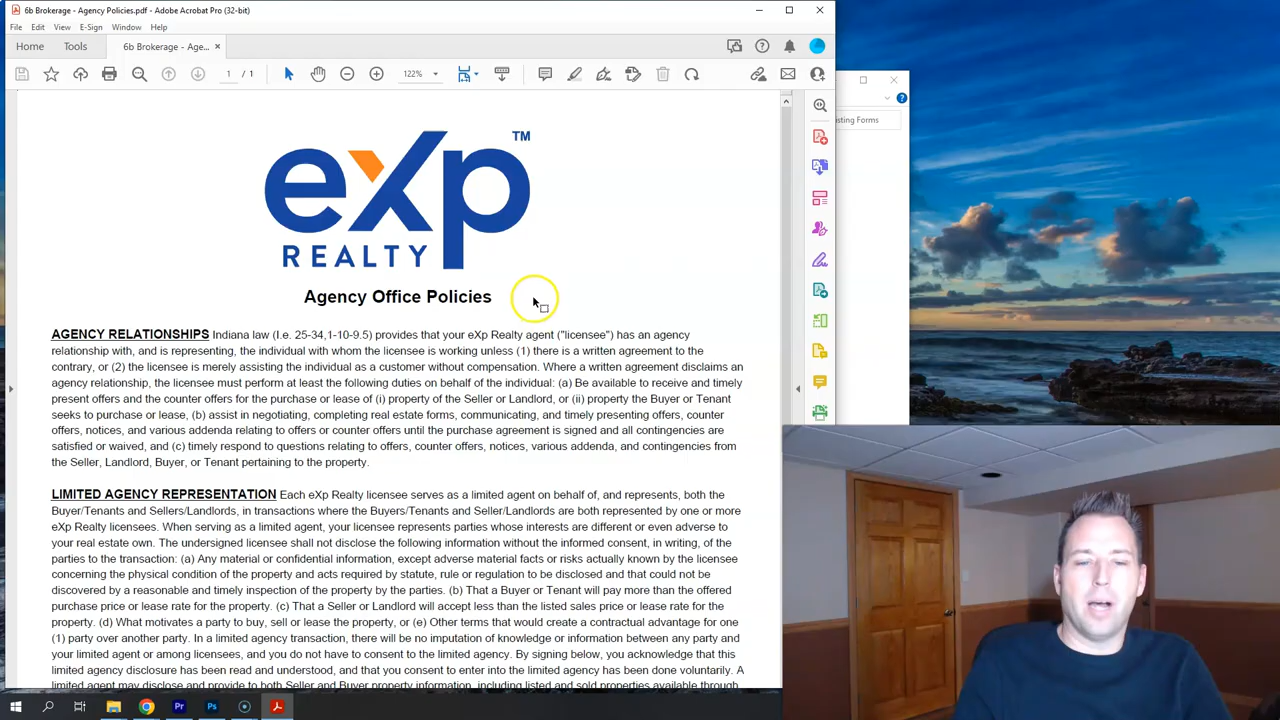 6b Brokerage - Agency Policies.pdf - Adobe Acrobat Pro (32-bit)
File Edit View E-Sign Window Help
Home Tools 6b Brokerage - Age...
1 / 1 122%
isting Forms
eXp TM
REALTY
Agency Office Policies
AGENCY RELATIONSHIPS Indiana law (I.e. 25-34,1-10-9.5) provides that your eXp Realty agent ("licensee") has an agency
relationship with, and is representing, the individual with whom the licensee is working unless (1) there is a written agreement to the
contrary, or (2) the licensee is merely assisting the individual as a customer without compensation. Where a written agreement disclaims an
agency relationship, the licensee must perform at least the following duties on behalf of the individual: (a) Be available to receive and timely
present offers and the counter offers for the purchase or lease of (i) property of the Seller or Landlord, or (ii) property the Buyer or Tenant
seeks to purchase or lease, (b) assist in negotiating, completing real estate forms, communicating, and timely presenting offers, counter
offers, notices, and various addenda relating to offers or counter offers until the purchase agreement is signed and all contingencies are
satisfied or waived, and (c) timely respond to questions relating to offers, counter offers, notices, various addenda, and contingencies from
the Seller, Landlord, Buyer, or Tenant pertaining to the property.
LIMITED AGENCY REPRESENTATION Each eXp Realty licensee serves as a limited agent on behalf of, and represents, both the
Buyer/Tenants and Sellers/Landlords, in transactions where the Buyers/Tenants and Seller/Landlords are both represented by one or more
eXp Realty licensees. When serving as a limited agent, your licensee represents parties whose interests are different or even adverse to
your real estate own. The undersigned licensee shall not disclose the following information without the informed consent, in writing, of the
parties to the transaction: (a) Any material or confidential information, except adverse material facts or risks actually known by the licensee
concerning the physical condition of the property and acts required by statute, rule or regulation to be disclosed and that could not be
discovered by a reasonable and timely inspection of the property by the parties. (b) That a Buyer or Tenant will pay more than the offered
purchase price or lease rate for the property. (c) That a Seller or Landlord will accept less than the listed sales price or lease rate for the
property. (d) What motivates a party to buy, sell or lease the property, or (e) Other terms that would create a contractual advantage for one
(1) party over another party. In a limited agency transaction, there will be no imputation of knowledge or information between any party and
your limited agent or among licensees, and you do not have to consent to the limited agency. By signing below, you acknowledge that this
limited agency disclosure has been read and understood, and that you consent to enter into the limited agency has been done voluntarily. A
limited agent may disclose and provide to both Seller and Buyer property information, including listed and sold properties available through